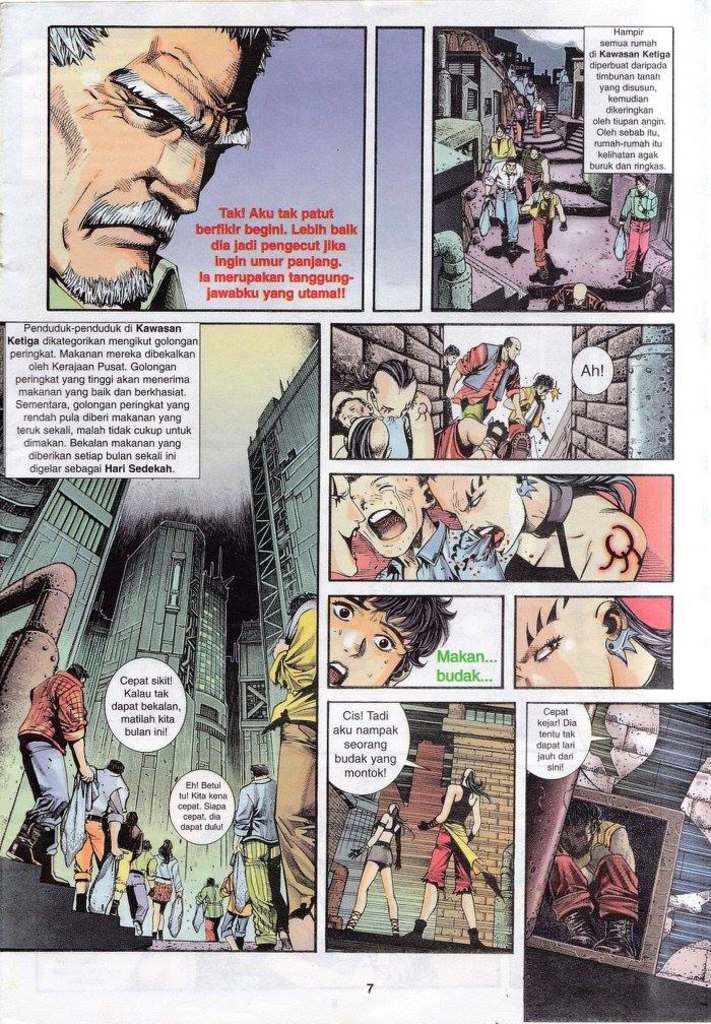 Tak! Aku tak patut
berfikir begini. Lebih baik
dia jadi pengecut jika
ingin umur panjang.
Ia merupakan tanggung-
jawabku yang utama!!
Hampir
semua rumah
di Kawasan Ketiga
diperbuat daripada
timbunan tanah
yang disusun,
kemudian
dikeringkan
oleh tiupan angin.
Oleh sebab itu,
rumah-rumah itu
kelihatan agak
buruk dan ringkas.
Penduduk-penduduk di Kawasan
Ketiga dikategorikan mengikut golongan
peringkat. Makanan mereka dibekalkan
oleh Kerajaan Pusat. Golongan
peringkat yang tinggi akan menerima
makanan yang baik dan berkhasiat.
Sementara, golongan peringkat yang
rendah pula diberi makanan yang
teruk sekali, malah tidak cukup untuk
dimakan. Bekalan makanan yang
diberikan setiap bulan sekali ini
digelar sebagai Hari Sedekah.
Cepat sikit!
Kalau tak
dapat bekalan,
matilah kita
bulan ini!
Eh! Betul
tu! Kita kena
cepat. Siapa
cepat, dia
dapat dulu!
Ah!
Makan...
budak...
Cis! Tadi
aku nampak
seorang
budak yang
montok!
Cepat
kejar! Dia
tentu tak
dapat lari
jauh dari
sini!
7